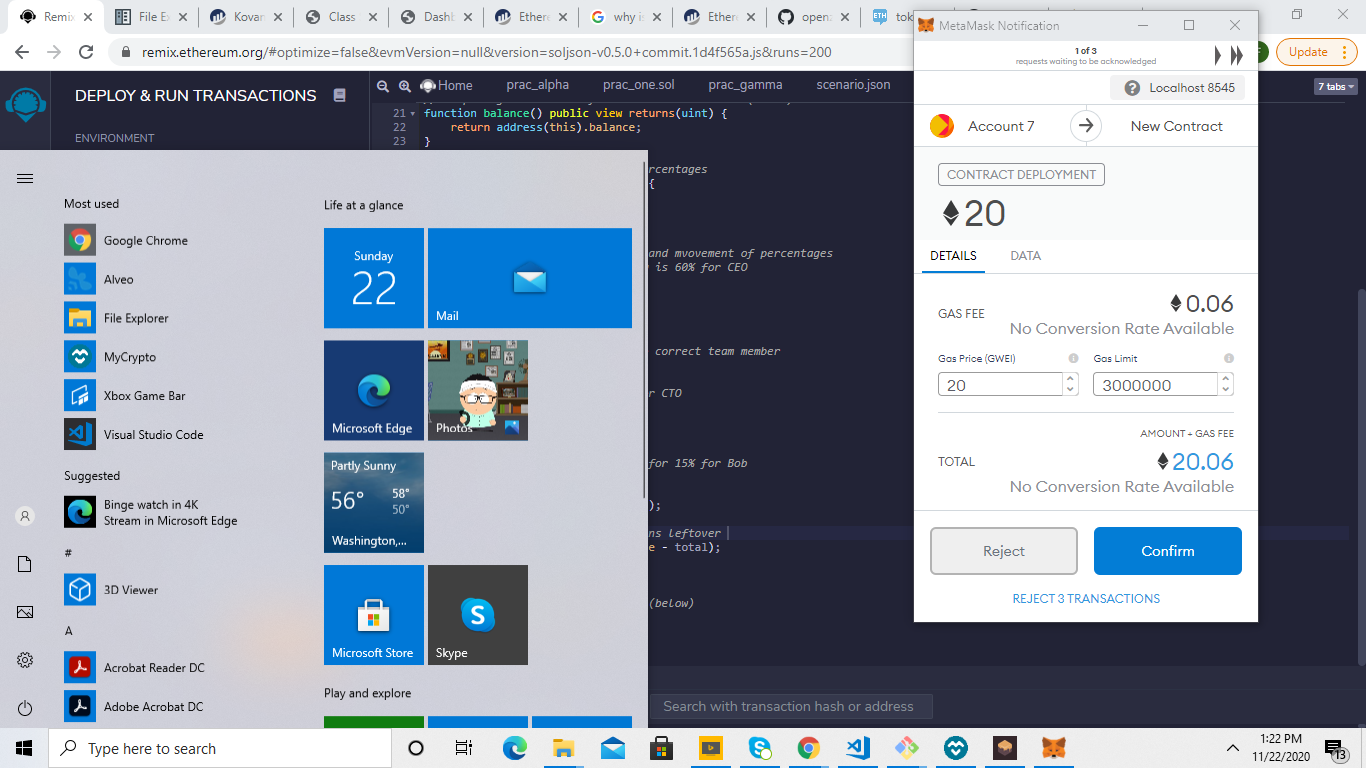 Remix
File E
Kovar
Class
Dashb
Ethere
why is
Ethere
open:
ETH
tok
remix.ethereum.org/#optimize=false&evmVersion=null&version=soljson-v0.5.0+commit.1d4f565a.js&runs=200
Update
DEPLOY & RUN TRANSACTIONS
ENVIRONMENT
Home
prac_alpha
prac_one.sol
prac_gamma
scenario.json
7 tabs
21 function balance() public view returns(uint) {
22 return address(this).balance;
23 }
rcentages
{
and mvovement of percentages
is 60% for CEO
correct team member
r CTO
for 15% for Bob
);
ns leftover
e - total);
(below)
Search with transaction hash or address
MetaMask Notification
1 of 3
requests waiting to be acknowledged
Localhost 8545
Account 7
New Contract
CONTRACT DEPLOYMENT
20
DETAILS
DATA
GAS FEE
0.06
No Conversion Rate Available
Gas Price (GWEI)
Gas Limit
20
3000000
AMOUNT + GAS FEE
TOTAL
20.06
No Conversion Rate Available
Reject
Confirm
REJECT 3 TRANSACTIONS
Most used
Google Chrome
Alveo
File Explorer
MyCrypto
Xbox Game Bar
Visual Studio Code
Suggested
Binge watch in 4K
Stream in Microsoft Edge
#
3D Viewer
A
Acrobat Reader DC
Adobe Acrobat DC
Life at a glance
Sunday
22
Mail
Microsoft Edge
Photos
Partly Sunny
56°
58°
50°
Washington,...
Microsoft Store
Skype
Play and explore
Type here to search
1:22 PM
11/22/2020
13